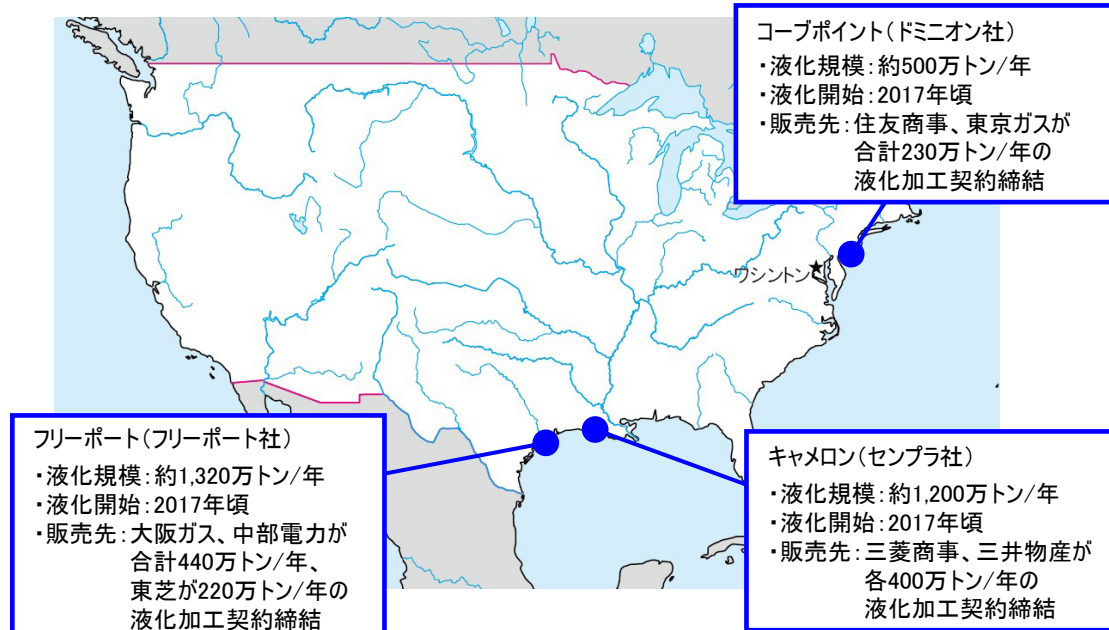 コーブポイント(ドミニオン社)
・液化規模:約500万トン/年
・液化開始:2017年頃
・販売先:住友商事、東京ガスが
合計230万トン/年の
液化加工契約締結
ワシントン
フリーポート(フリーポート社)
・液化規模:約1,320万トン/年
・液化開始:2017年頃
・販売先:大阪ガス、中部電力が
合計440万トン/年、
東芝が220万トン/年の
液化加工契約締結
キャメロン(センプラ社)
・液化規模:約1,200万トン/年
・液化開始:2017年頃
・販売先:三菱商事、三井物産が
各400万トン/年の
液化加工契約締結